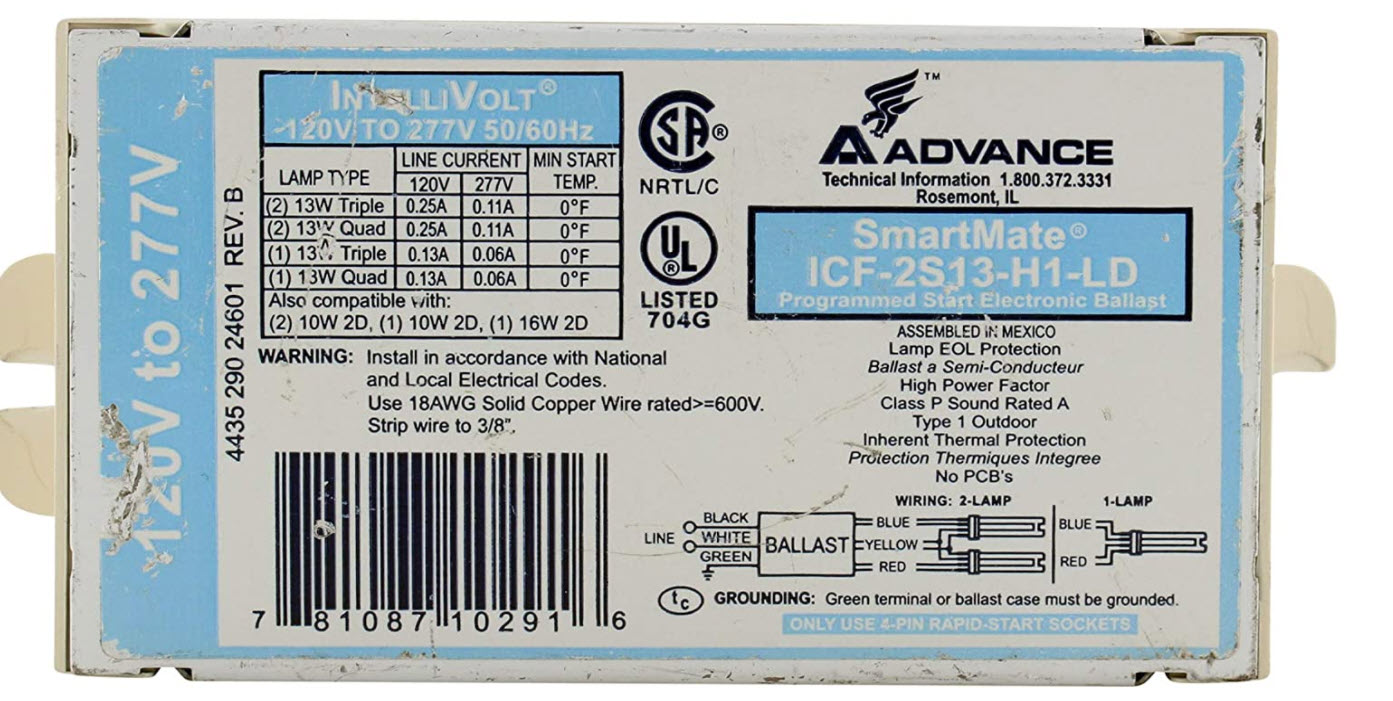 120V to 277V
4435 290 24601 REV. B
INTELLIVOLT®
120V TO 277V 50/60Hz
LAMP TYPE LINE CURRENT MIN START TEMP.
120V 277V
(2) 13W Triple 0.25A 0.11A 0°F
(2) 13W Quad 0.25A 0.11A 0°F
(1) 13W Triple 0.13A 0.06A 0°F
(1) 13W Quad 0.13A 0.06A 0°F
Also compatible with:
(2) 10W 2D, (1) 10W 2D, (1) 16W 2D
SA®
NRTL/C
UL®
LISTED
704G
™
ADVANCE
Technical Information 1.800.372.3331
Rosemont, IL
SmartMate®
ICF-2S13-H1-LD
Programmed Start Electronic Ballast
ASSEMBLED IN MEXICO
Lamp EOL Protection
Ballast a Semi-Conducteur
High Power Factor
Class P Sound Rated A
Type 1 Outdoor
Inherent Thermal Protection
Protection Thermiques Integree
No PCB's
WARNING: Install in accordance with National
and Local Electrical Codes.
Use 18AWG Solid Copper Wire rated>=600V.
Strip wire to 3/8".
7 81087 10291 6
WIRING: 2-LAMP 1-LAMP
LINE
BLACK
WHITE
GREEN
BALLAST
BLUE
YELLOW
RED
BLUE
RED
tc GROUNDING: Green terminal or ballast case must be grounded.
ONLY USE 4-PIN RAPID-START SOCKETS